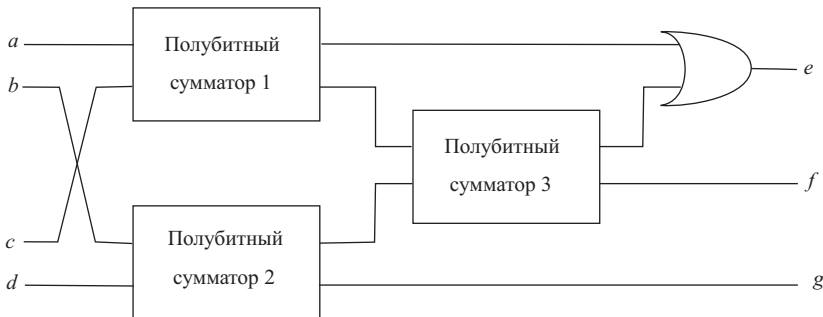 a
b
c
d
Полубитный
сумматор 1
Полубитный
сумматор 2
Полубитный
сумматор 3
e
f
g